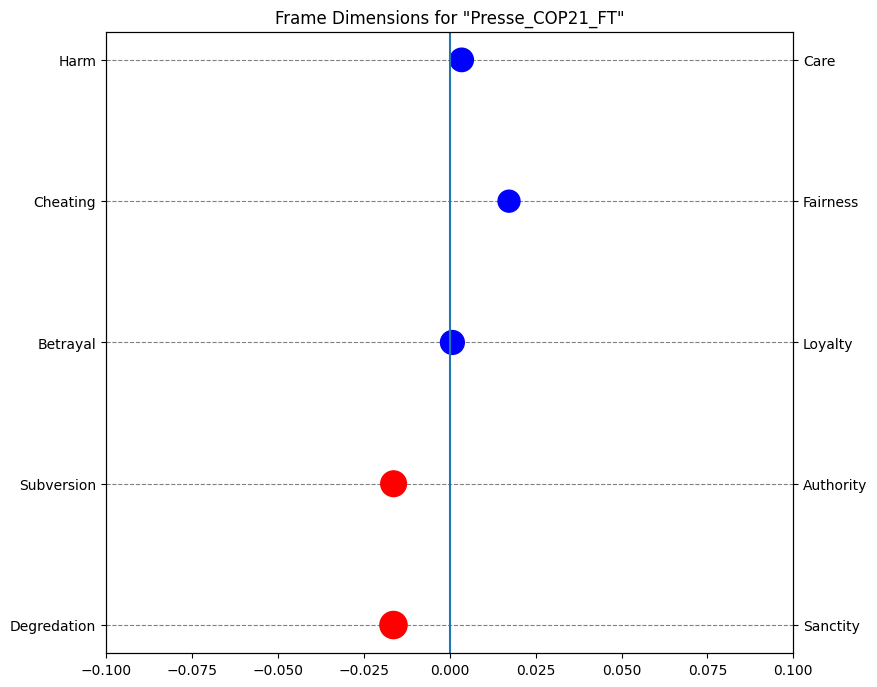 Frame Dimensions for "Presse_COP21_FT"
Harm Care
Cheating Fairness
Betrayal Loyalty
Subversion Authority
Degredation Sanctity
−0.100 −0.075 −0.050 −0.025 0.000 0.025 0.050 0.075 0.100